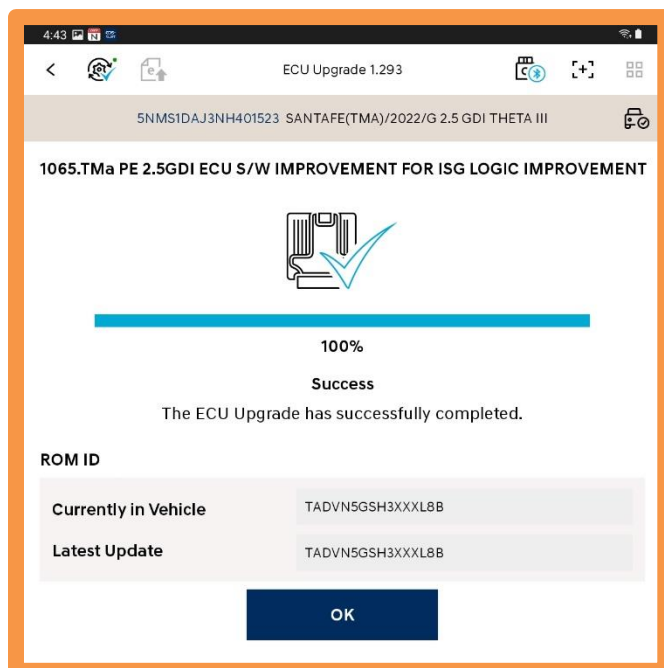 4:43
ECU Upgrade 1.293
5NMS1DAJ3NH401523 SANTAFE(TMA)/2022/G 2.5 GDI THETA III
1065.TMa PE 2.5GDI ECU S/W IMPROVEMENT FOR ISG LOGIC IMPROVEMENT
100%
Success
The ECU Upgrade has successfully completed.
ROM ID
Currently in Vehicle TADVN5GSH3XXXL8B
Latest Update TADVN5GSH3XXXL8B
OK